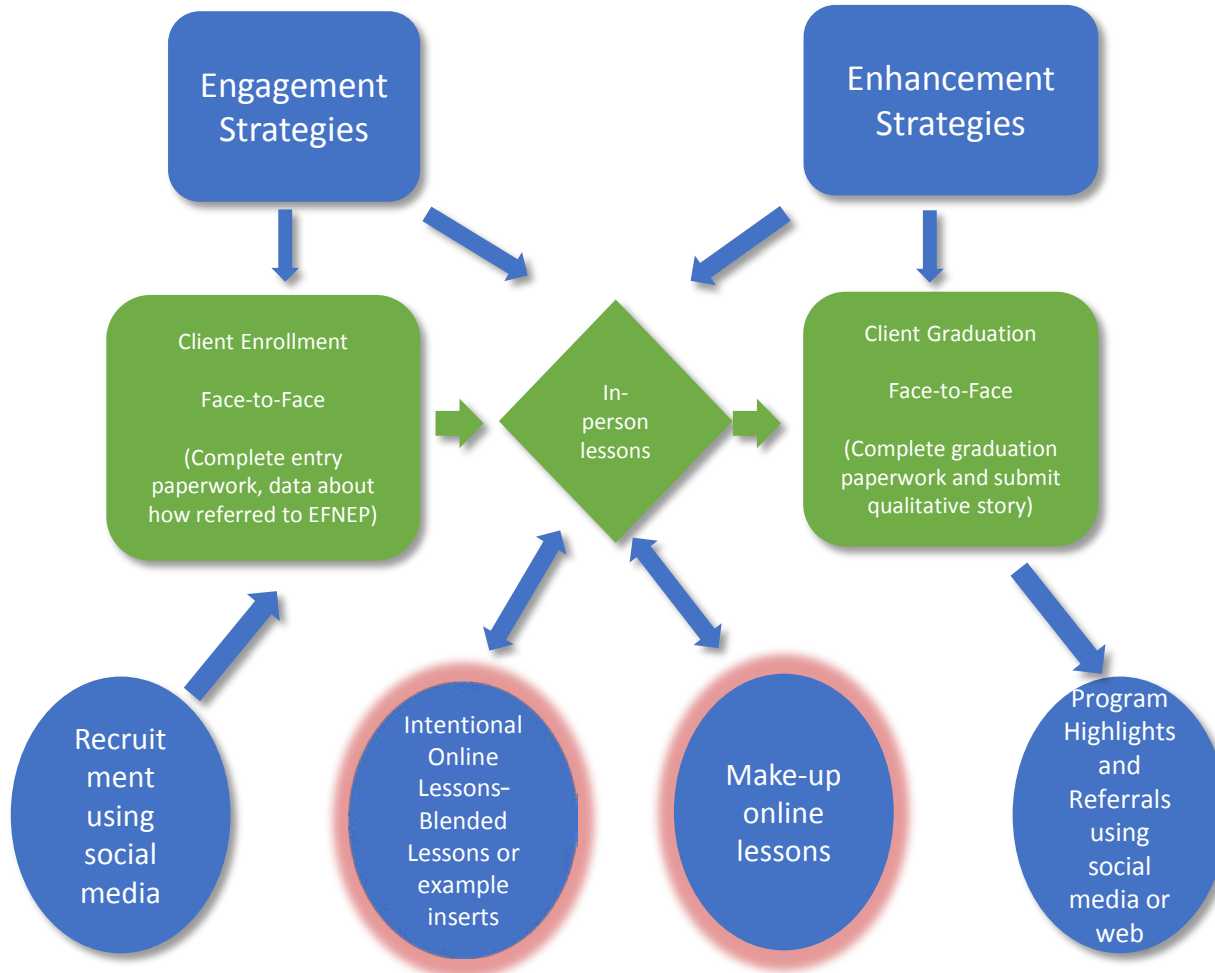 Engagement
Strategies
Enhancement
Strategies
Client Enrollment
Face-to-Face
(Complete entry
paperwork, data about
how referred to EFNEP)
In-
person
lessons
Client Graduation
Face-to-Face
(Complete graduation
paperwork and submit
qualitative story)
Recruit
ment
using
social
media
Intentional
Online
Lessons–
Blended
Lessons or
example
inserts
Make-up
online
lessons
Program
Highlights
and
Referrals
using
social
media or
web